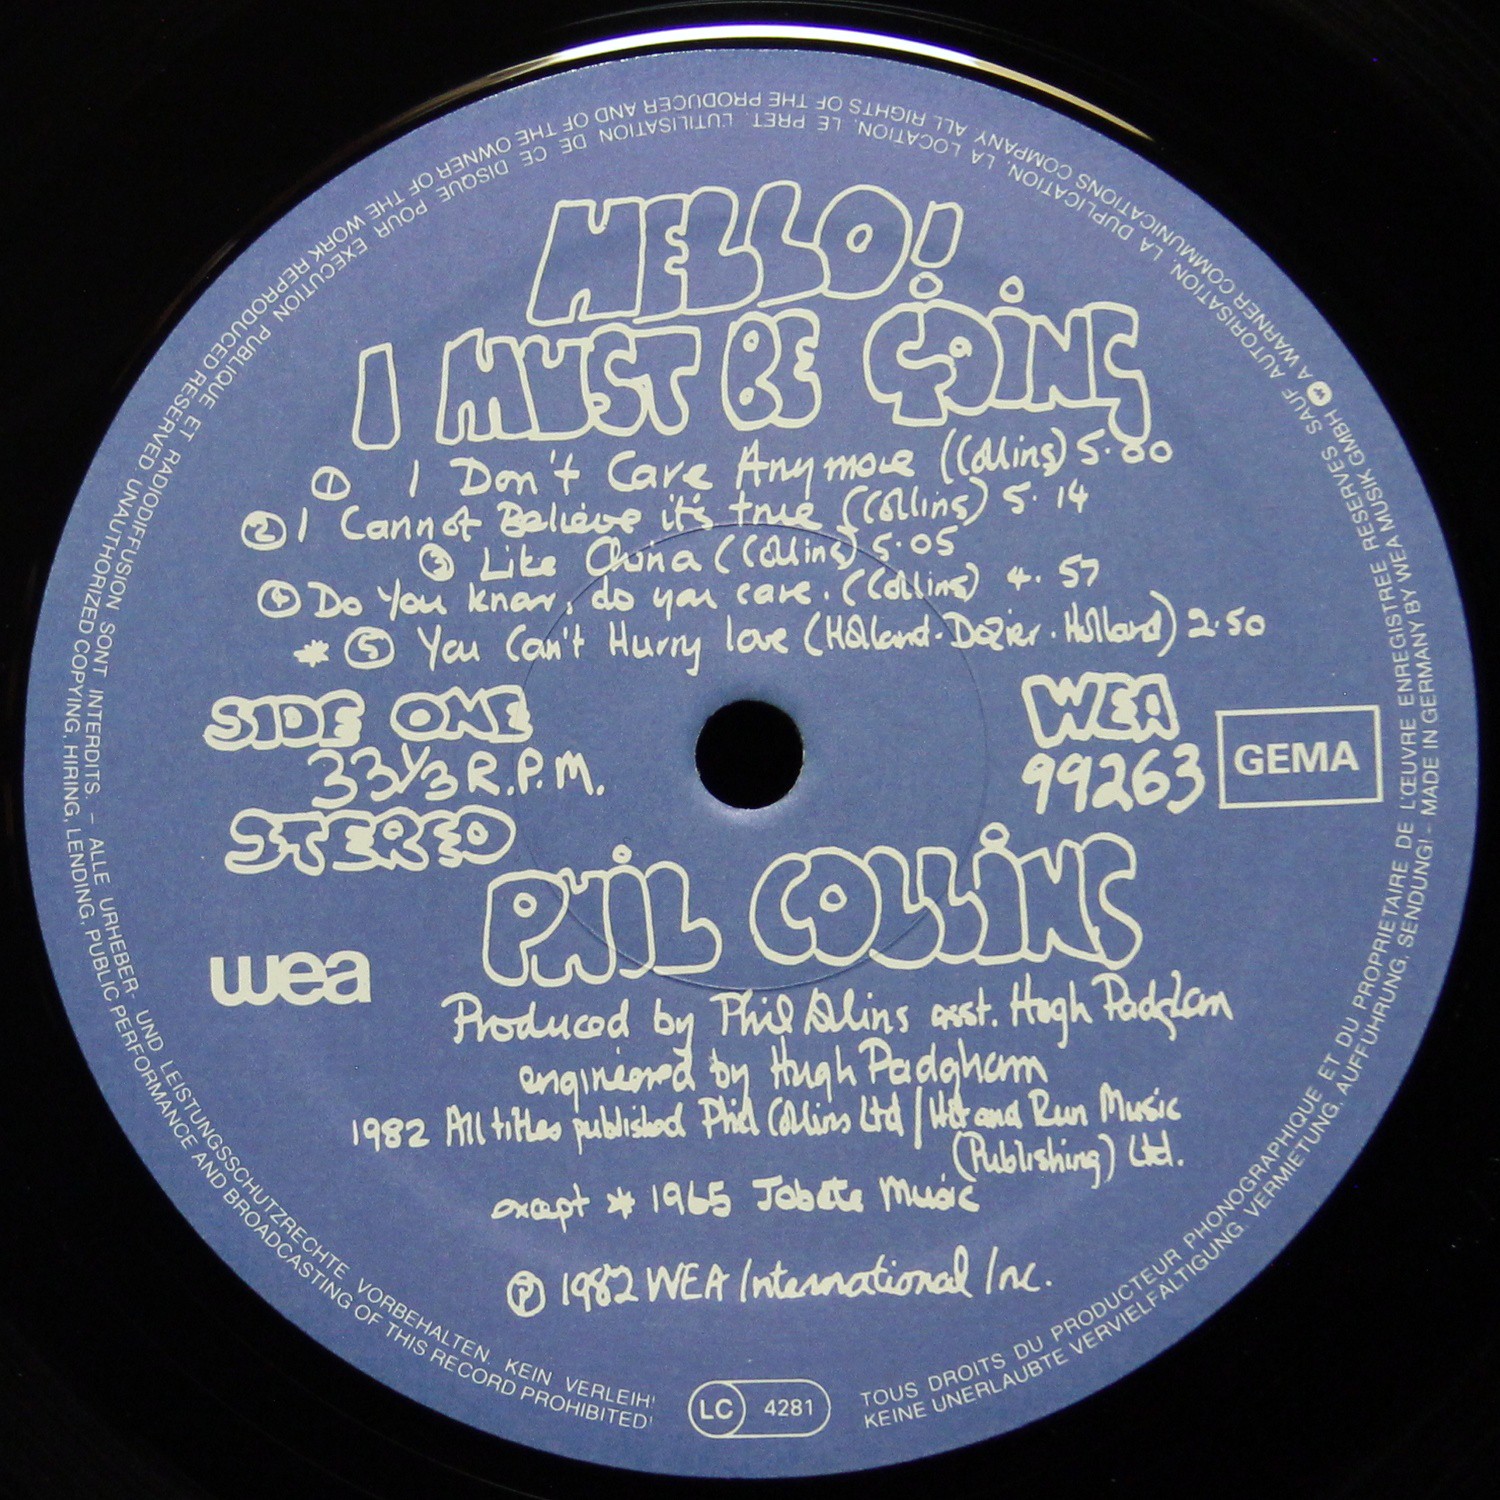 HELLO!
I MUST BE GOING
① I Don't Care Anymore (Collins) 5·00
② I Cannot Believe it's true (Collins) 5·14
③ Like China (Collins) 5·05
④ Do You know, do you care. (Collins) 4·57
* ⑤ You Can't Hurry love (Holland-Dozier·Holland) 2·50
SIDE ONE
33⅓ R.P.M.
STEREO
WEA
99263
GEMA
PHIL COLLINS
wea
Produced by Phil Collins asst. Hugh Padgham
engineered by Hugh Padgham
1982 All titles published Phil Collins Ltd / Hit and Run Music
(Publishing) Ltd.
except * 1965 Jobete Music
℗ 1982 WEA International Inc.
LC 4281
TOUS DROITS DU PRODUCTEUR PHONOGRAPHIQUE ET DU PROPRIETAIRE DE L'ŒUVRE ENREGISTREE RESERVES. SAUF AUTORISATION, LA DUPLICATION, LA LOCATION, LE PRET, L'UTILISATION DE CE DISQUE POUR EXECUTION PUBLIQUE ET RADIODIFFUSION SONT INTERDITS. – ALLE URHEBER- UND LEISTUNGSSCHUTZRECHTE VORBEHALTEN. KEIN VERLEIH!
KEINE UNERLAUBTE VERVIELFÄLTIGUNG, VERMIETUNG, AUFFÜHRUNG, SENDUNG! - MADE IN GERMANY BY WEA MUSIK GMBH A WARNER COMMUNICATIONS COMPANY ALL RIGHTS OF THE PRODUCER AND OF THE OWNER OF THE WORK REPRODUCED RESERVED. UNAUTHORIZED COPYING, HIRING, LENDING, PUBLIC PERFORMANCE AND BROADCASTING OF THIS RECORD PROHIBITED!